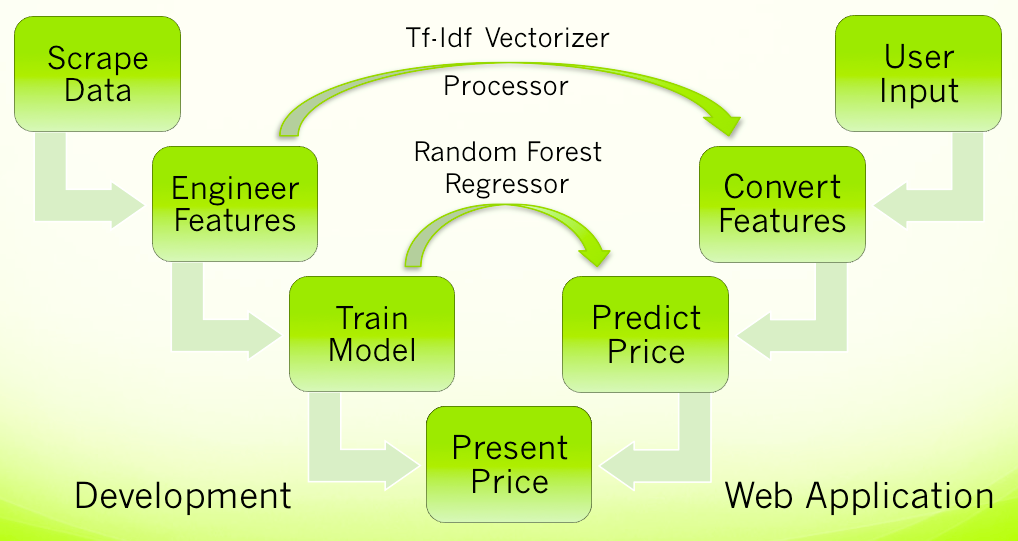 Tf-Idf Vectorizer
Processor
Scrape
Data
User
Input
Random Forest
Regressor
Engineer
Features
Convert
Features
Train
Model
Predict
Price
Present
Price
Development
Web Application